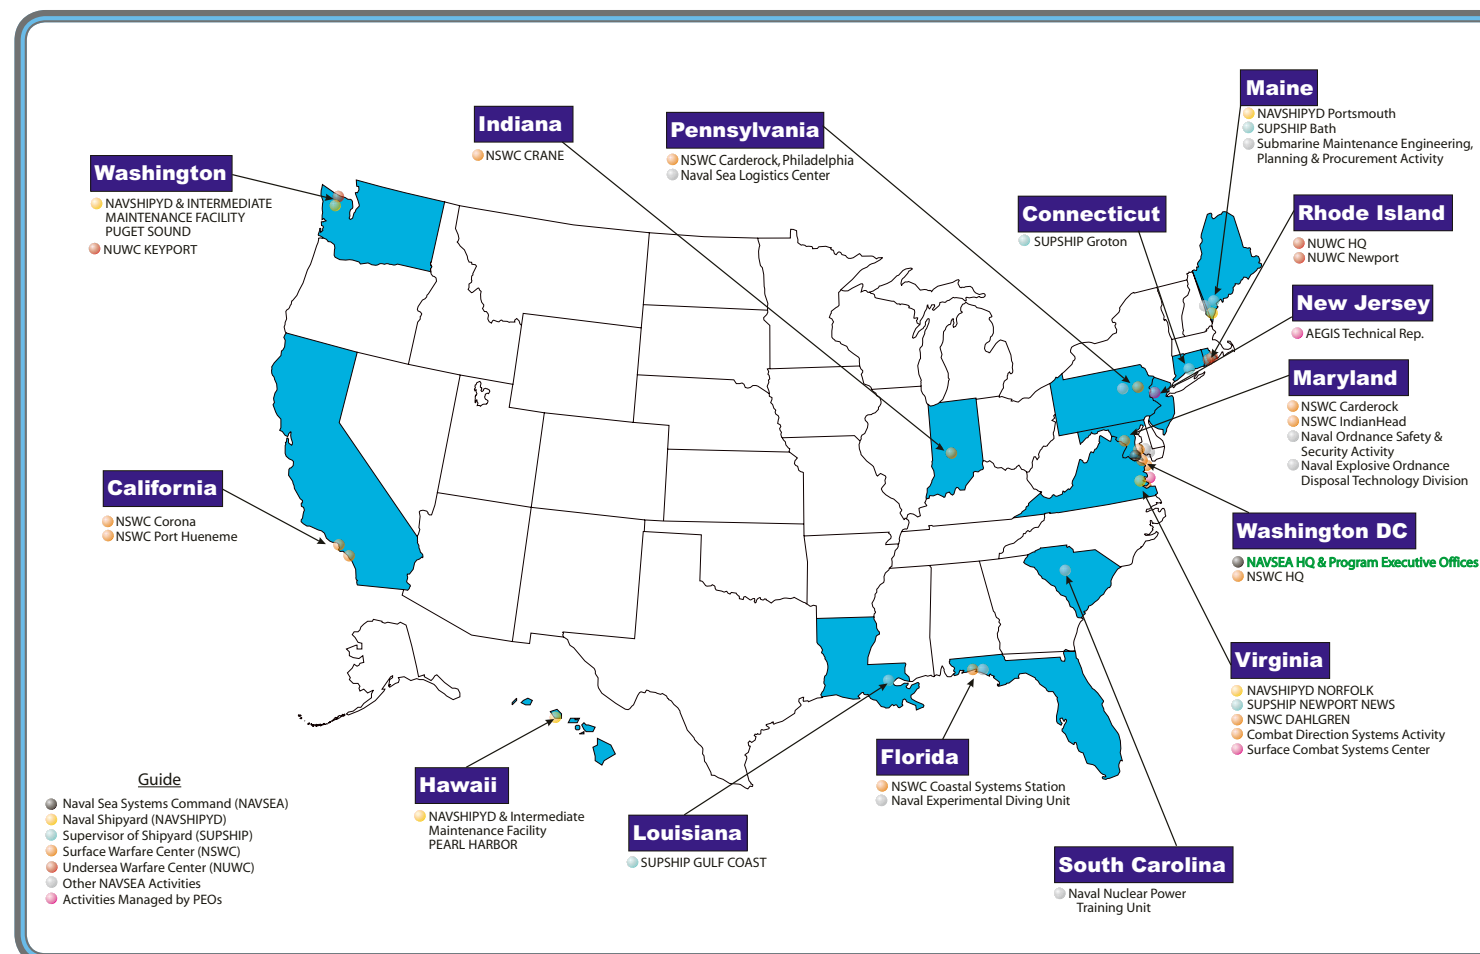 Maine
NAVSHIPYD Portsmouth
SUPSHIP Bath
Submarine Maintenance Engineering,
Planning & Procurement Activity
Indiana
NSWC CRANE
Pennsylvania
NSWC Carderock, Philadelphia
Naval Sea Logistics Center
Washington
NAVSHIPYD & INTERMEDIATE
MAINTENANCE FACILITY
PUGET SOUND
NUWC KEYPORT
Connecticut
SUPSHIP Groton
Rhode Island
NUWC HQ
NUWC Newport
New Jersey
AEGIS Technical Rep.
Maryland
NSWC Carderock
NSWC IndianHead
Naval Ordnance Safety &
Security Activity
Naval Explosive Ordnance
Disposal Technology Division
California
NSWC Corona
NSWC Port Hueneme
Washington DC
NAVSEA HQ & Program Executive Offices
NSWC HQ
Virginia
NAVSHIPYD NORFOLK
SUPSHIP NEWPORT NEWS
NSWC DAHLGREN
Combat Direction Systems Activity
Surface Combat Systems Center
Florida
NSWC Coastal Systems Station
Naval Experimental Diving Unit
Hawaii
NAVSHIPYD & Intermediate
Maintenance Facility
PEARL HARBOR
Louisiana
SUPSHIP GULF COAST
South Carolina
Naval Nuclear Power
Training Unit
Guide
Naval Sea Systems Command (NAVSEA)
Naval Shipyard (NAVSHIPYD)
Supervisor of Shipyard (SUPSHIP)
Surface Warfare Center (NSWC)
Undersea Warfare Center (NUWC)
Other NAVSEA Activities
Activities Managed by PEOs